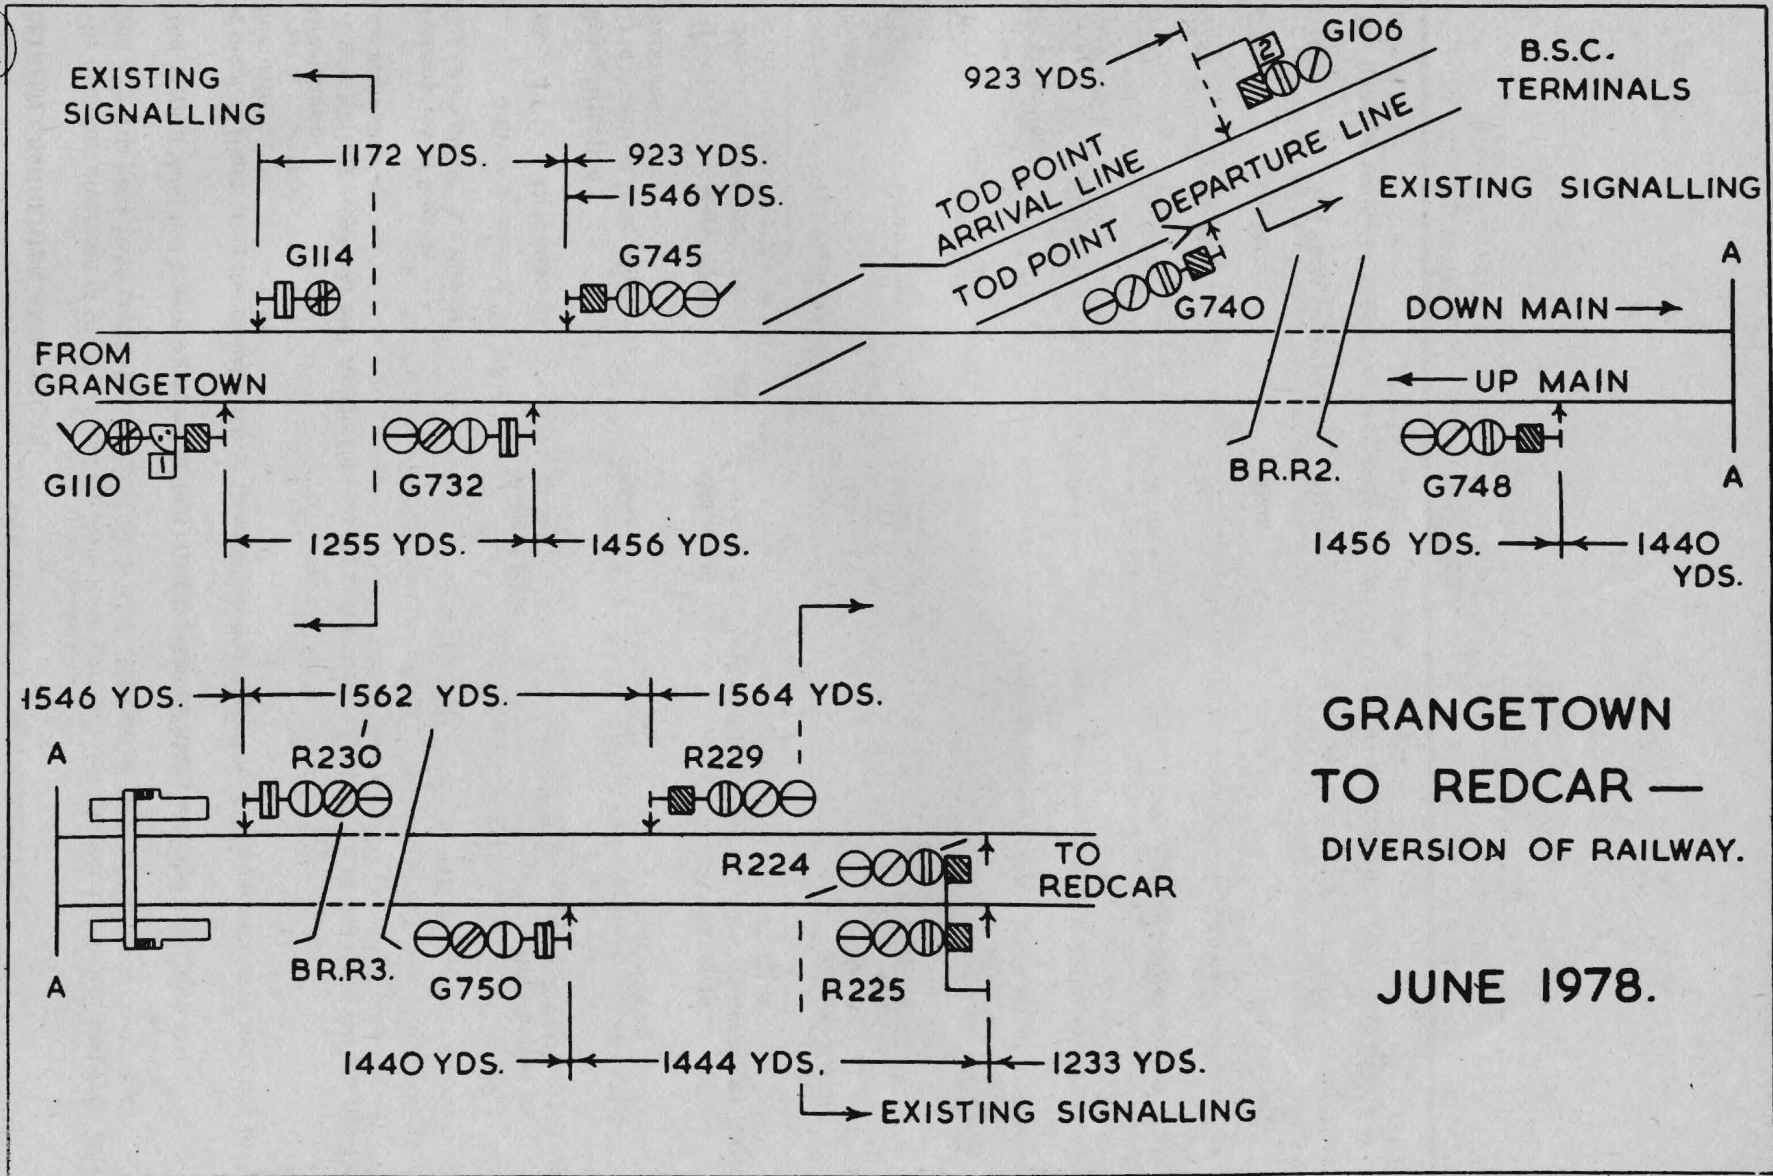 EXISTING
SIGNALLING
1172 YDS.
923 YDS.
1546 YDS.
923 YDS.
2
G106
B.S.C.
TERMINALS
TOD POINT
ARRIVAL LINE
TOD POINT DEPARTURE LINE
EXISTING SIGNALLING
G114
G745
G740
A
DOWN MAIN
FROM
GRANGETOWN
UP MAIN
G110
1
G732
BR.R2.
G748
A
1255 YDS.
1456 YDS.
1456 YDS.
1440
YDS.
1546 YDS.
1562 YDS.
1564 YDS.
A
R230
R229
R224
TO
REDCAR
A
BR.R3.
G750
R225
1440 YDS.
1444 YDS.
1233 YDS.
EXISTING SIGNALLING
GRANGETOWN
TO REDCAR —
DIVERSION OF RAILWAY.
JUNE 1978.